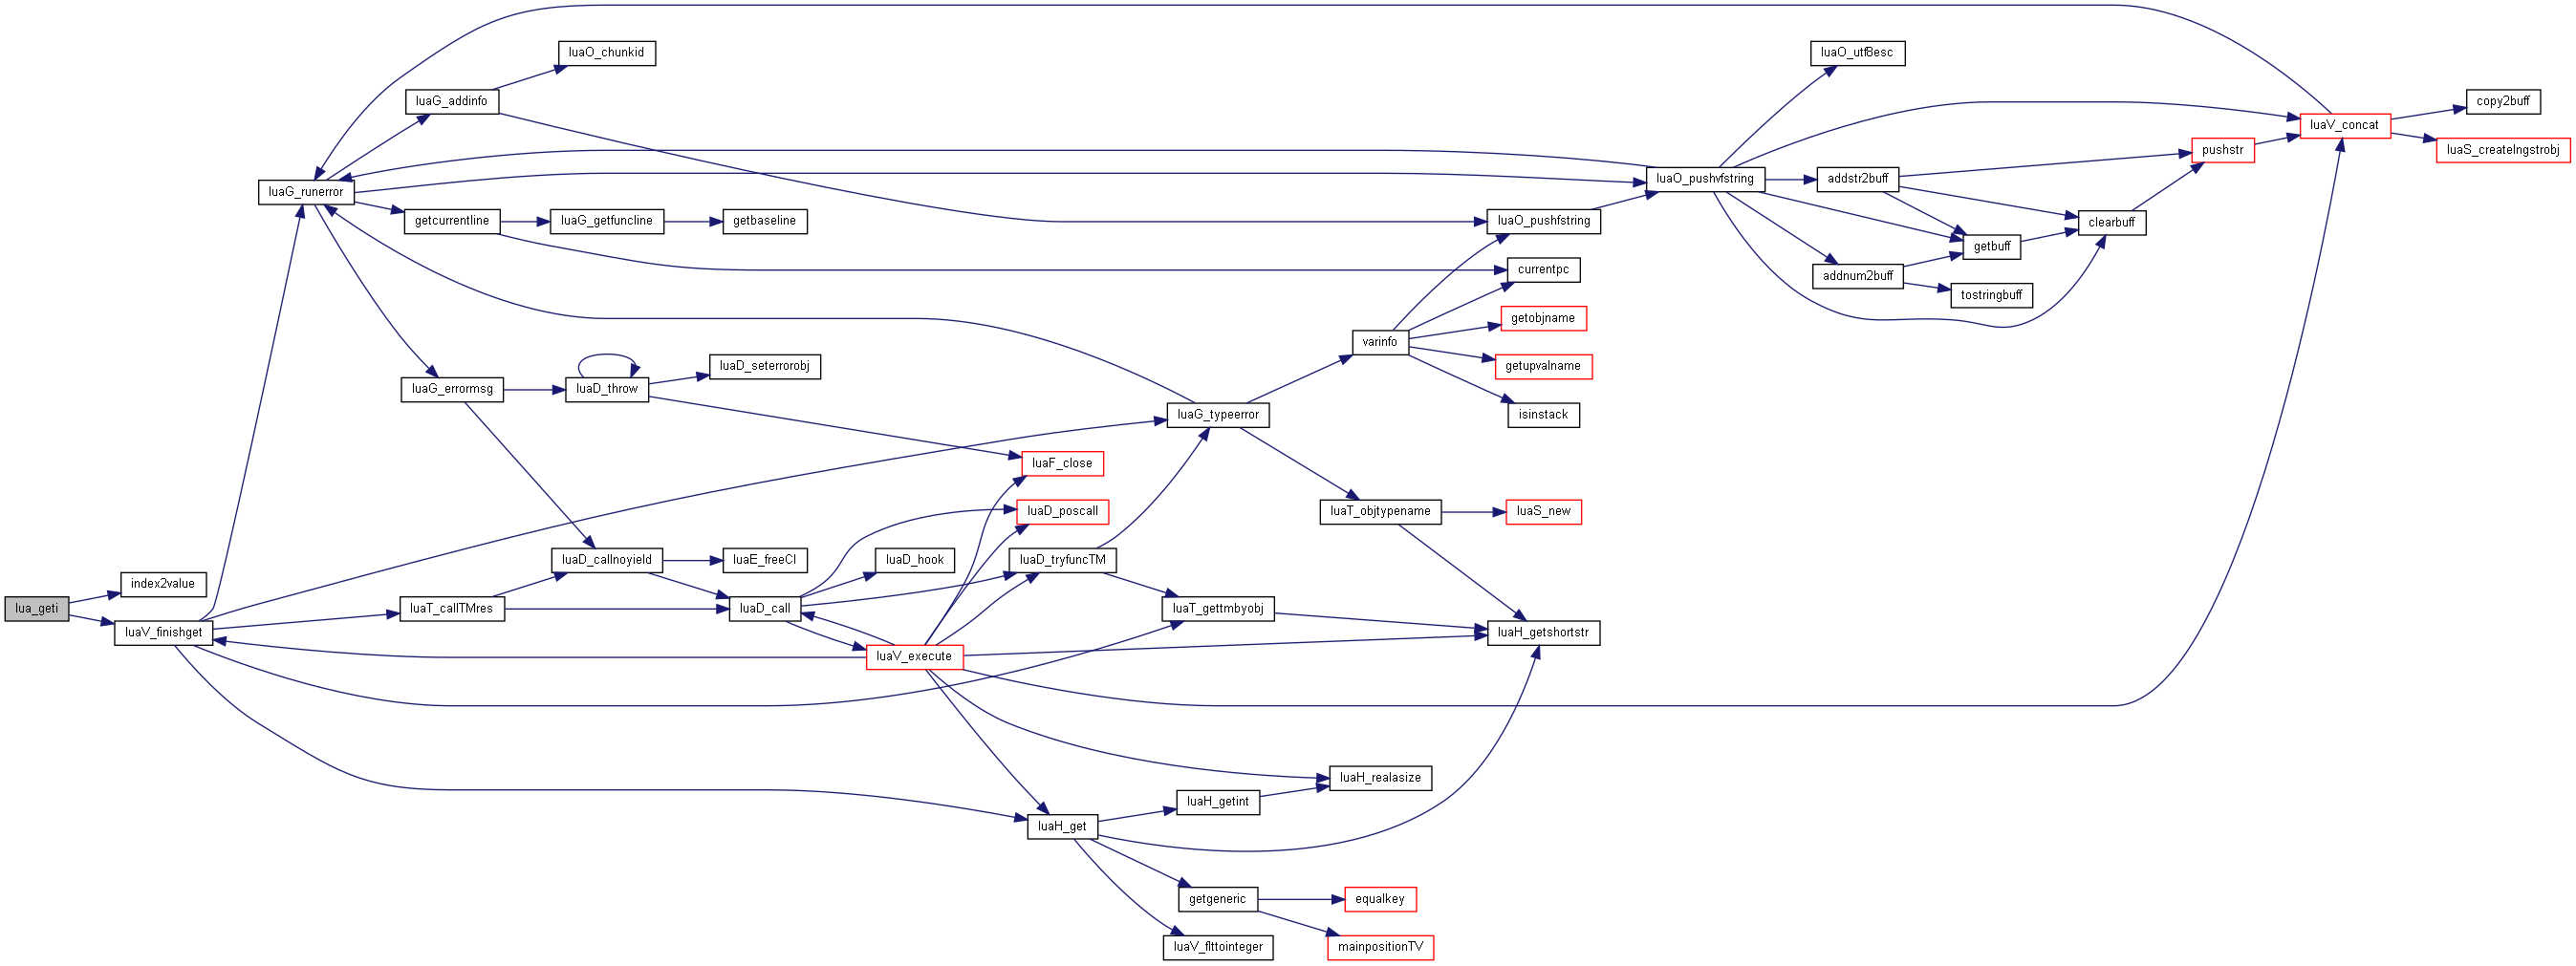 luaO_chunkid
luaO_utf8esc
luaG_addinfo
copy2buff
luaV_concat
pushstr
luaS_createlngstrobj
luaG_runerror
luaO_pushvfstring
addstr2buff
getcurrentline
luaG_getfuncline
getbaseline
luaO_pushfstring
clearbuff
getbuff
currentpc
addnum2buff
tostringbuff
getobjname
varinfo
luaD_seterrorobj
getupvalname
luaG_errormsg
luaD_throw
luaG_typeerror
isinstack
luaF_close
luaD_poscall
luaT_objtypename
luaS_new
luaD_callnoyield
luaE_freeCI
luaD_hook
luaD_tryfuncTM
index2value
lua_geti
luaT_callTMres
luaD_call
luaT_gettmbyobj
luaV_finishget
luaH_getshortstr
luaV_execute
luaH_realasize
luaH_getint
luaH_get
getgeneric
equalkey
luaV_flttointeger
mainpositionTV